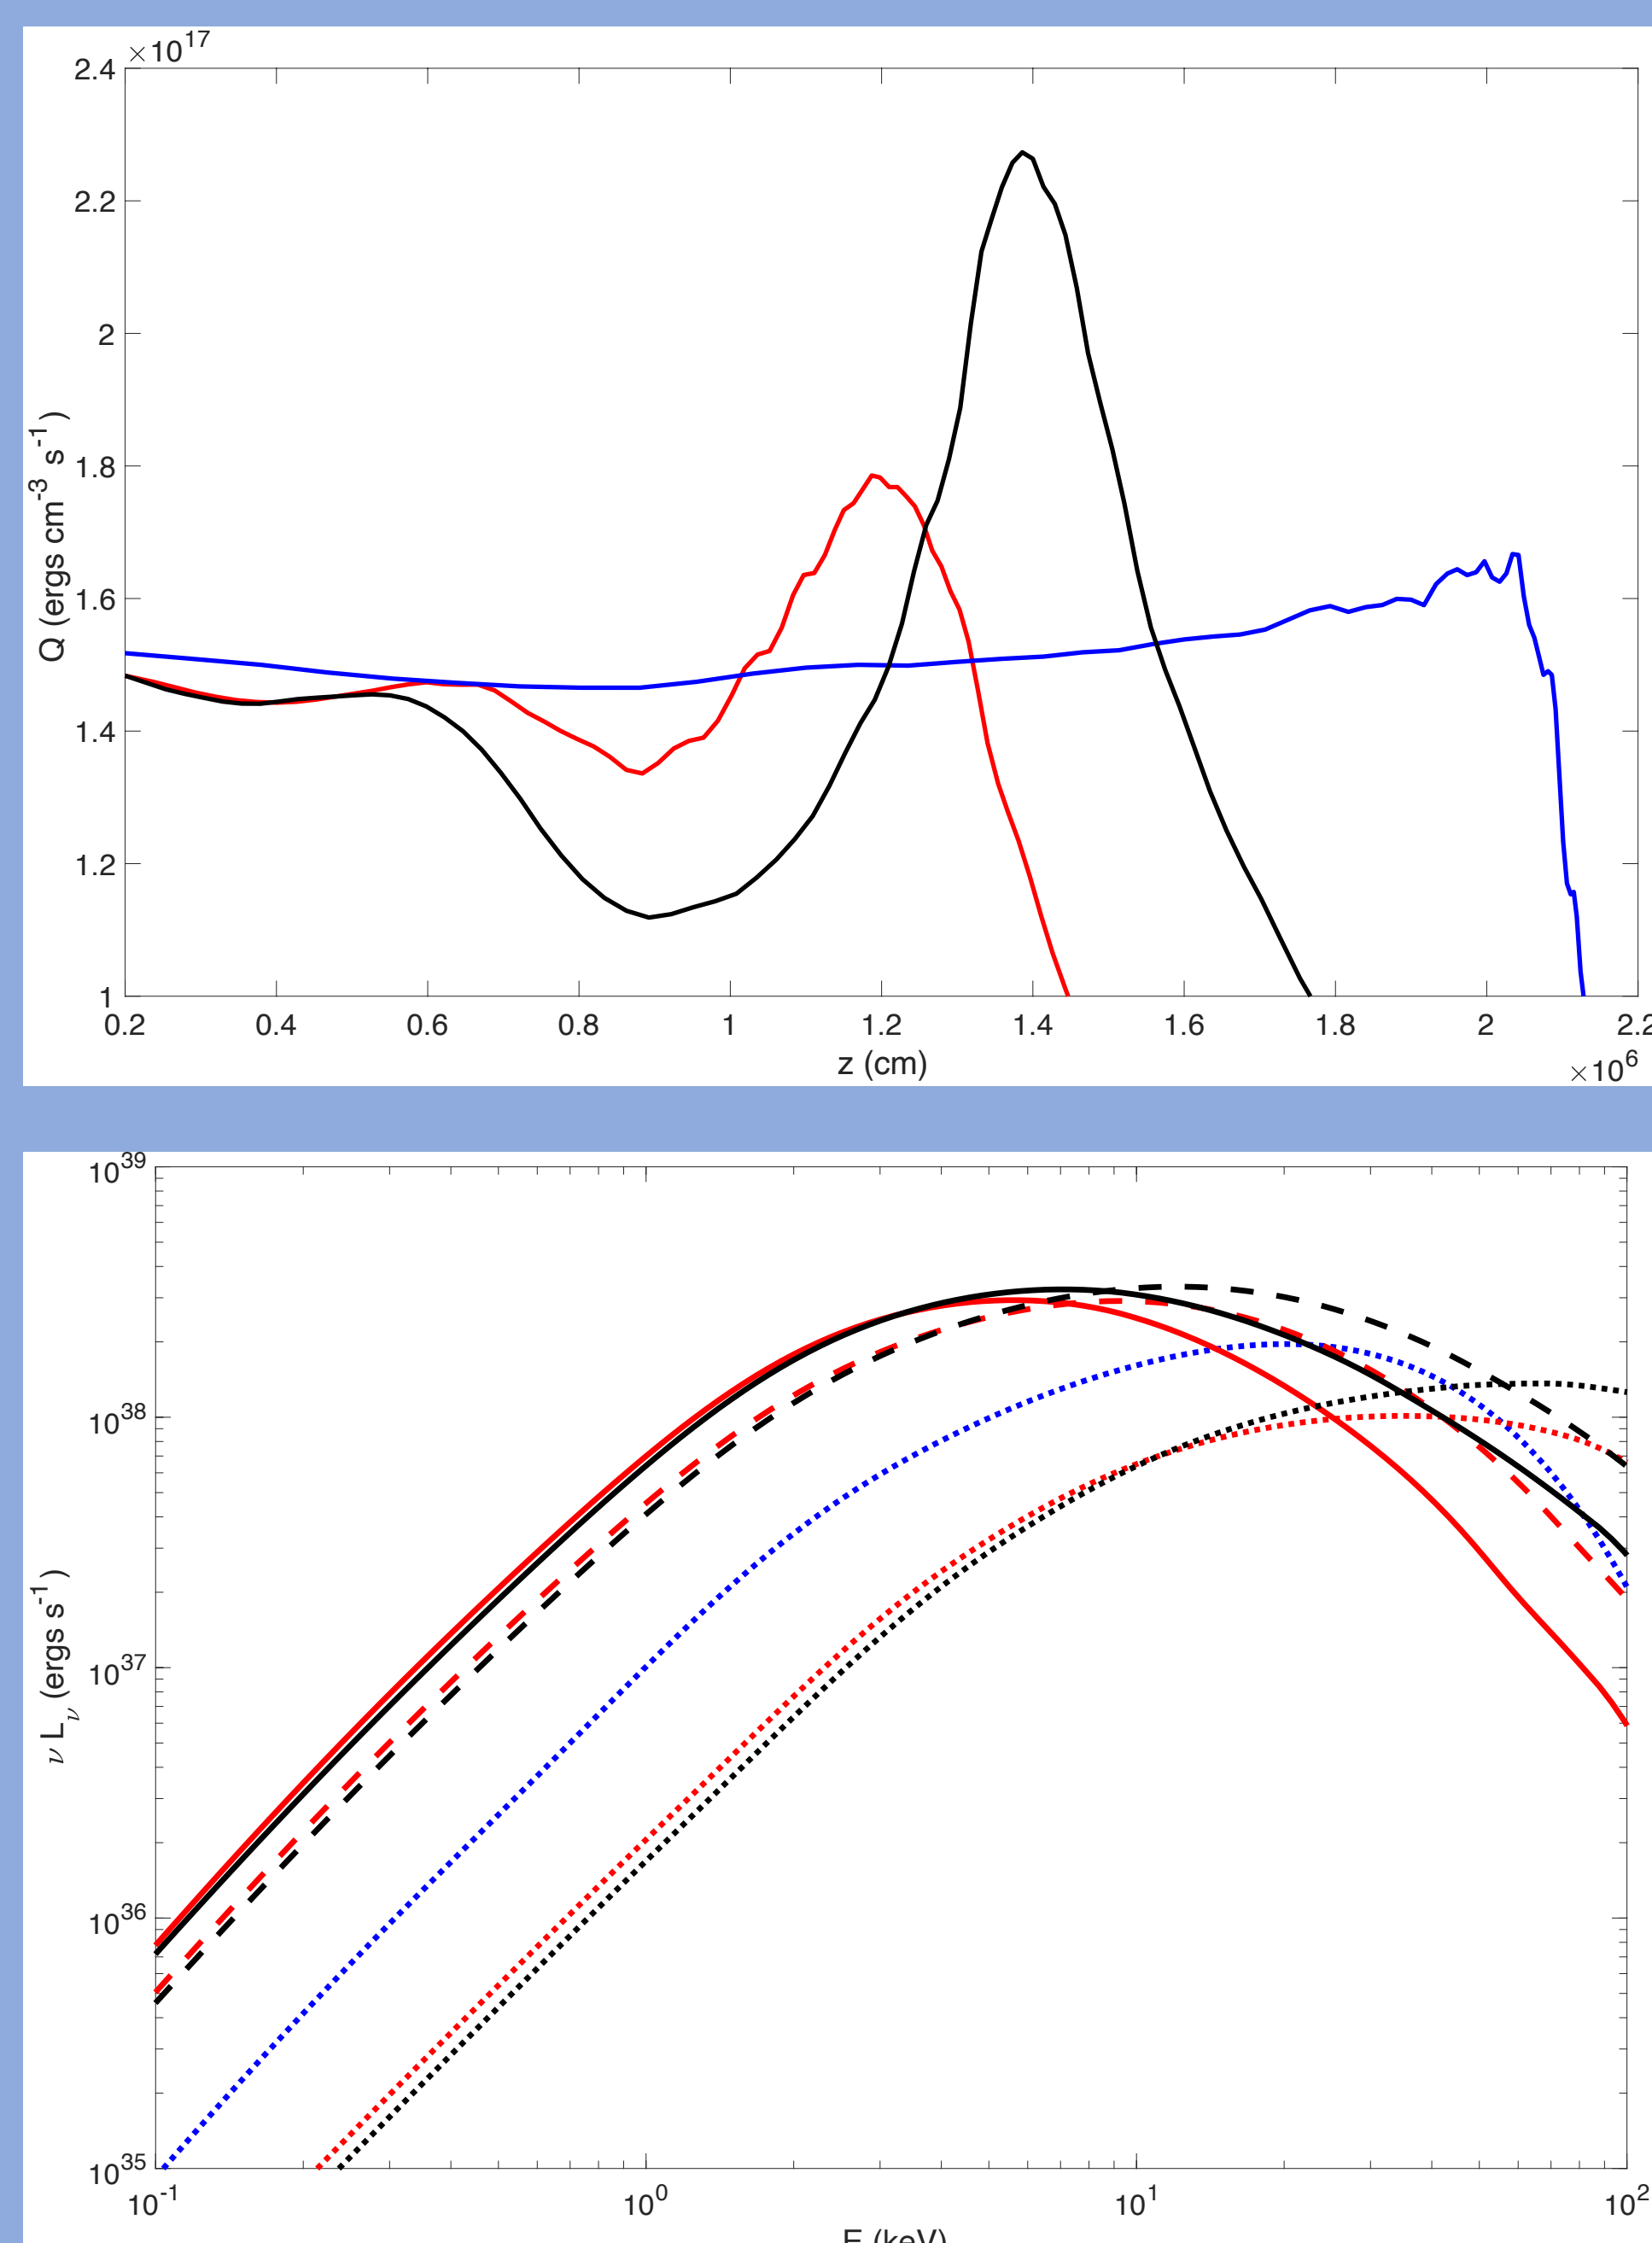 ×10^17
2.4
2.2
2
1.8
1.6
1.4
1.2
1
Q (ergs cm^-3 s^-1)
0.2 0.4 0.6 0.8 1 1.2 1.4 1.6 1.8 2 2.2
z (cm)
×10^6
10^39
10^38
10^37
10^36
10^35
ν L_ν (ergs s^-1)
10^-1 10^0 10^1 10^2
E (keV)